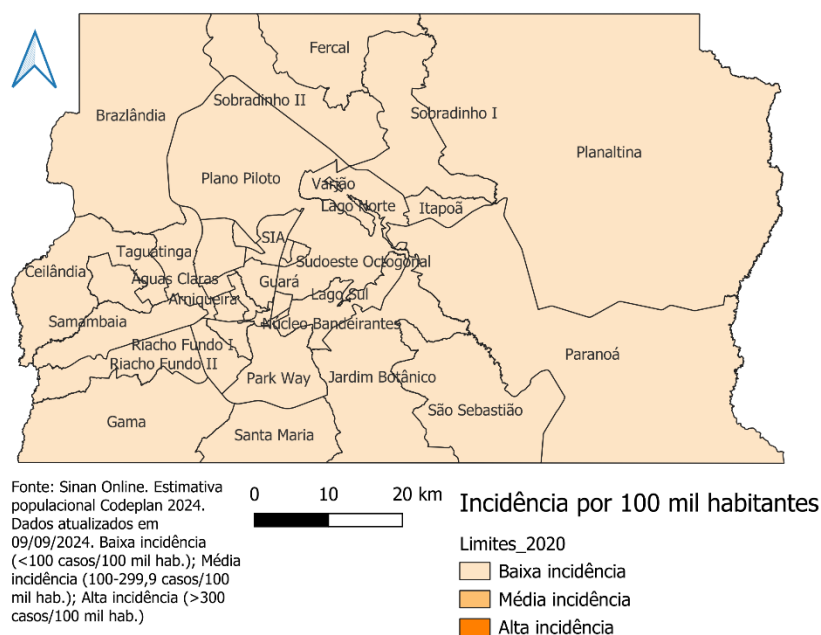 Fercal
Sobradinho II
Brazlândia
Sobradinho I
Planaltina
Plano Piloto
Varjão
Lago Norte
Itapoã
SIA
Taguatinga
Sudoeste Octogonal
Ceilândia
Águas Claras
Guará
Arniqueira
Lago Sul
Samambaia
Núcleo Bandeirantes
Riacho Fundo I
Paranoá
Riacho Fundo II
Park Way
Jardim Botânico
São Sebastião
Gama
Santa Maria
Fonte: Sinan Online. Estimativa
populacional Codeplan 2024.
Dados atualizados em
09/09/2024. Baixa incidência
(<100 casos/100 mil hab.); Média
incidência (100-299,9 casos/100
mil hab.); Alta incidência (>300
casos/100 mil hab.)
0 10 20 km
Incidência por 100 mil habitantes
Limites_2020
Baixa incidência
Média incidência
Alta incidência